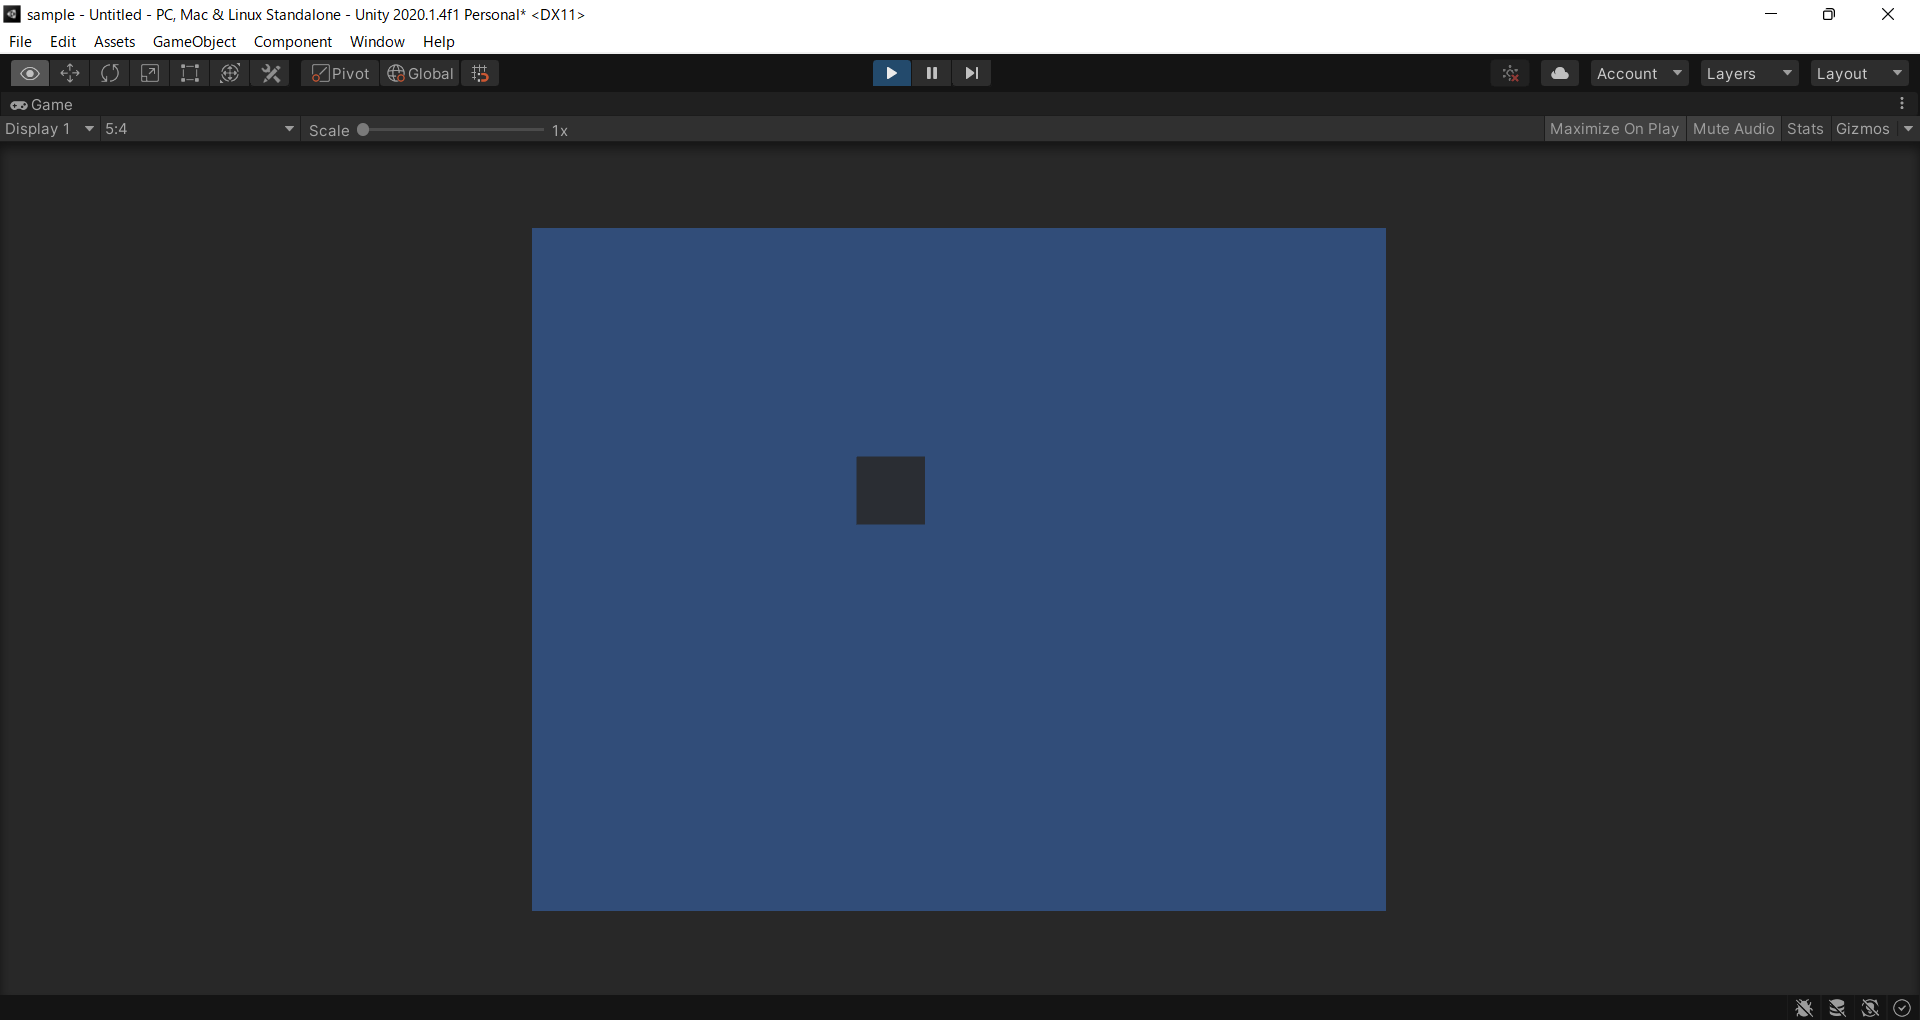 sample - Untitled - PC, Mac & Linux Standalone - Unity 2020.1.4f1 Personal* <DX11>
File Edit Assets GameObject Component Window Help
Pivot Global Account Layers Layout
Game
Display 1 5:4 Scale 1x Maximize On Play Mute Audio Stats Gizmos